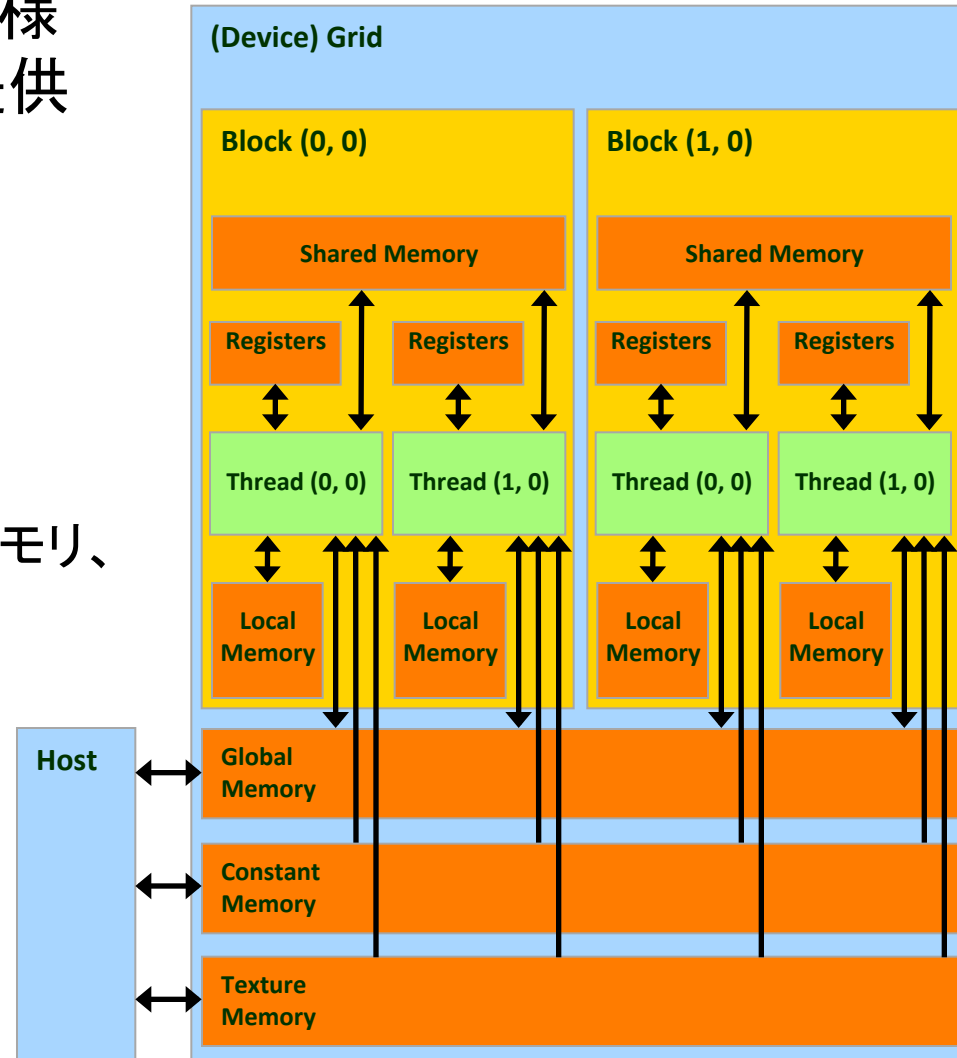 様
供
モリ、
(Device) Grid
Block (0, 0)
Block (1, 0)
Shared Memory
Shared Memory
Registers
Registers
Registers
Registers
Thread (0, 0)
Thread (1, 0)
Thread (0, 0)
Thread (1, 0)
Local
Memory
Local
Memory
Local
Memory
Local
Memory
Host
Global
Memory
Constant
Memory
Texture
Memory